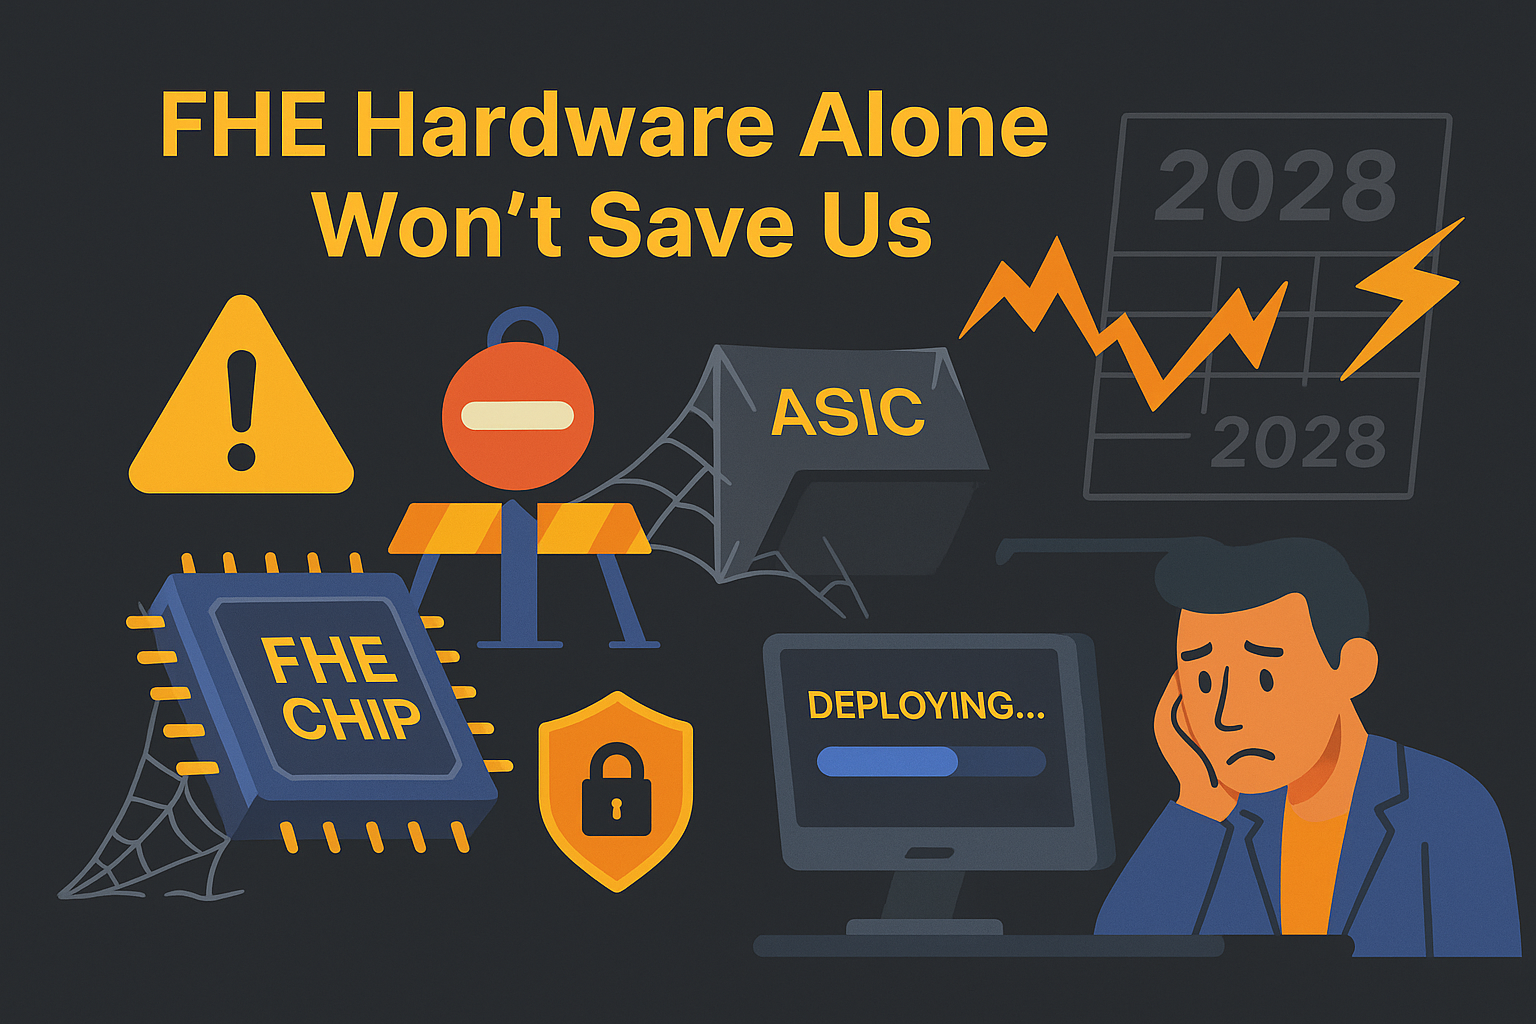 FHE Hardware Alone
Won’t Save Us
2028
ASIC
2028
FHE
CHIP
DEPLOYING...